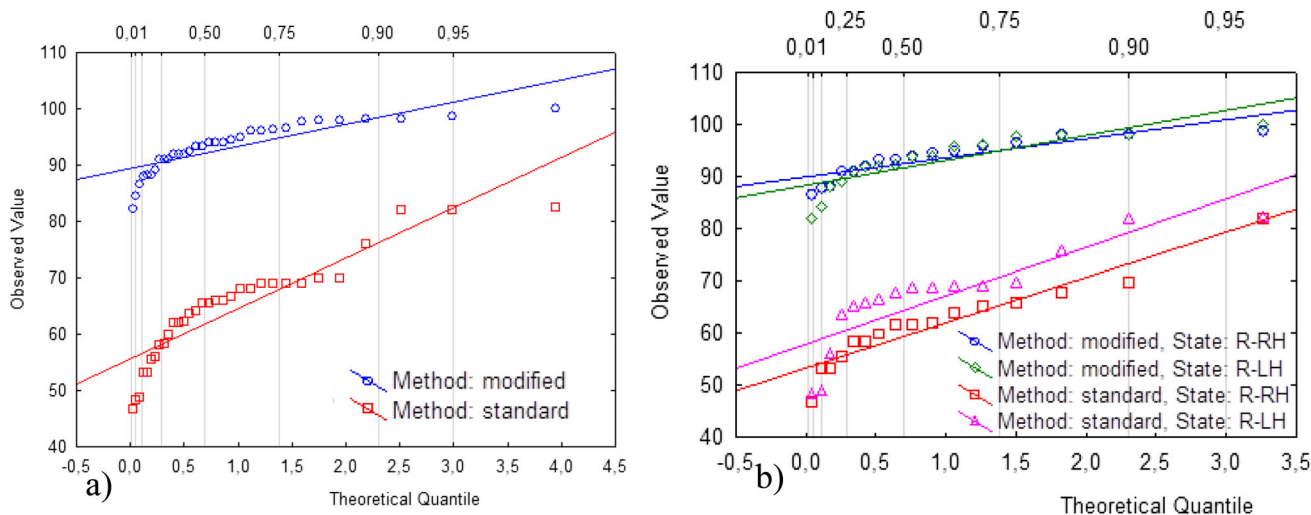 0,01 0,50 0,75 0,90 0,95
110
100
90
80
70
60
50
40
Observed Value
Method: modified
Method: standard
-0,5 0,0 0,5 1,0 1,5 2,0 2,5 3,0 3,5 4,0 4,5
a)
Theoretical Quantile
0,25 0,75 0,95
0,01 0,50 0,90
110
100
90
80
70
60
50
40
Observed Value
Method: modified, State: R-RH
Method: modified, State: R-LH
Method: standard, State: R-RH
Method: standard, State: R-LH
-0,5 0,0 0,5 1,0 1,5 2,0 2,5 3,0 3,5
b)
Theoretical Quantile